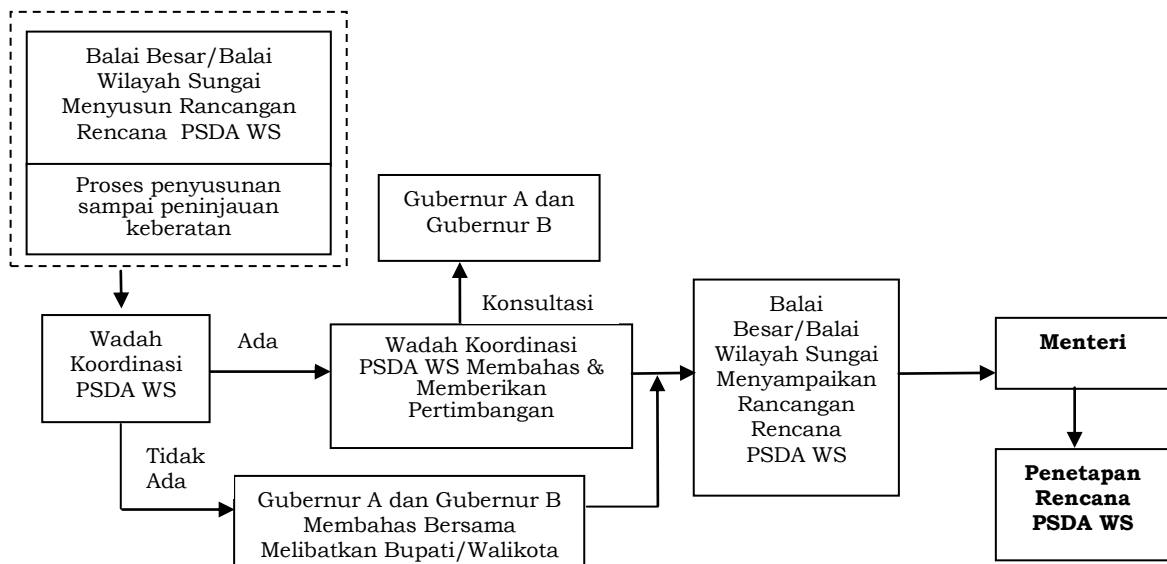 Balai Besar/Balai
Wilayah Sungai
Menyusun Rancangan
Rencana PSDA WS
Proses penyusunan
sampai peninjauan
keberatan
Gubernur A dan
Gubernur B
Konsultasi
Wadah
Koordinasi
PSDA WS
Ada
Wadah Koordinasi
PSDA WS Membahas &
Memberikan
Pertimbangan
Tidak
Ada
Gubernur A dan Gubernur B
Membahas Bersama
Melibatkan Bupati/Walikota
Balai
Besar/Balai
Wilayah Sungai
Menyampaikan
Rancangan
Rencana
PSDA WS
Menteri
Penetapan
Rencana
PSDA WS